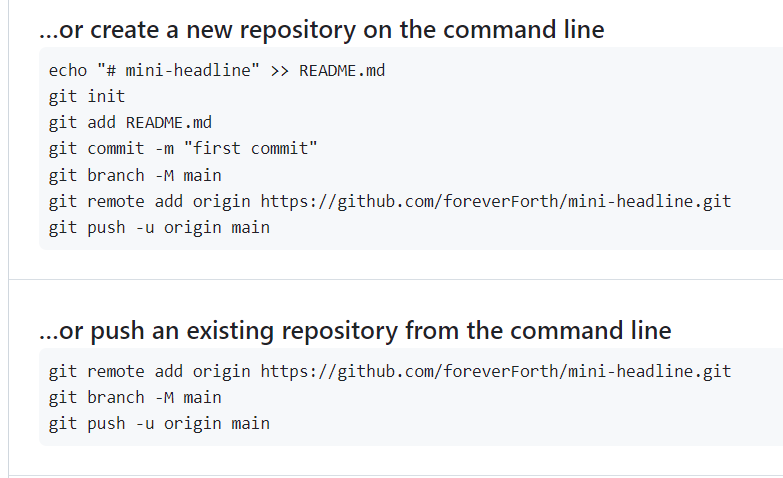 ...or create a new repository on the command line
echo "# mini-headline" >> README.md
git init
git add README.md
git commit -m "first commit"
git branch -M main
git remote add origin https://github.com/foreverForth/mini-headline.git
git push -u origin main
...or push an existing repository from the command line
git remote add origin https://github.com/foreverForth/mini-headline.git
git branch -M main
git push -u origin main